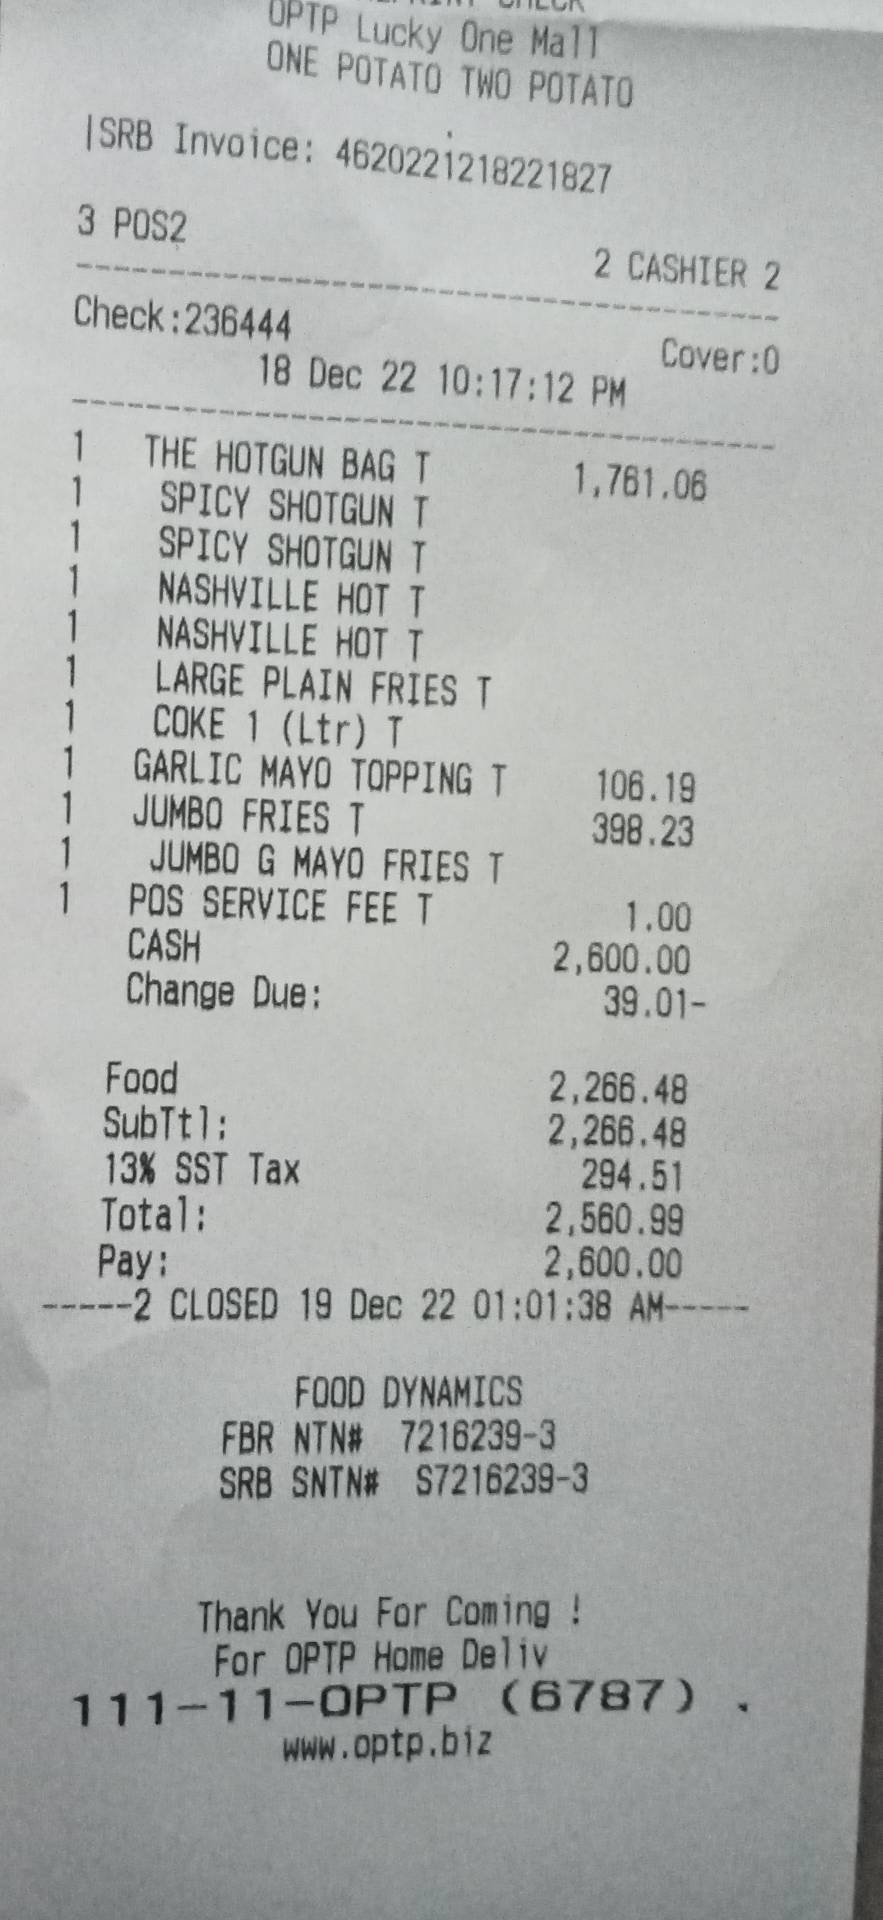 CHECK
OPTP Lucky One Mall
ONE POTATO TWO POTATO
|SRB Invoice: 4620221218221827
3 POS2 2 CASHIER 2
Check:236444 Cover:0
18 Dec 22 10:17:12 PM
1 THE HOTGUN BAG T 1,761.06
1 SPICY SHOTGUN T
1 SPICY SHOTGUN T
1 NASHVILLE HOT T
1 NASHVILLE HOT T
1 LARGE PLAIN FRIES T
1 COKE 1 (Ltr) T
1 GARLIC MAYO TOPPING T 106.19
1 JUMBO FRIES T 398.23
1 JUMBO G MAYO FRIES T
1 POS SERVICE FEE T 1.00
CASH 2,600.00
Change Due: 39.01-
Food 2,266.48
SubTtl: 2,266.48
13% SST Tax 294.51
Total: 2,560.99
Pay: 2,600.00
-----2 CLOSED 19 Dec 22 01:01:38 AM-----
FOOD DYNAMICS
FBR NTN# 7216239-3
SRB SNTN# S7216239-3
Thank You For Coming !
For OPTP Home Deliv
111-11-OPTP (6787) .
www.optp.biz